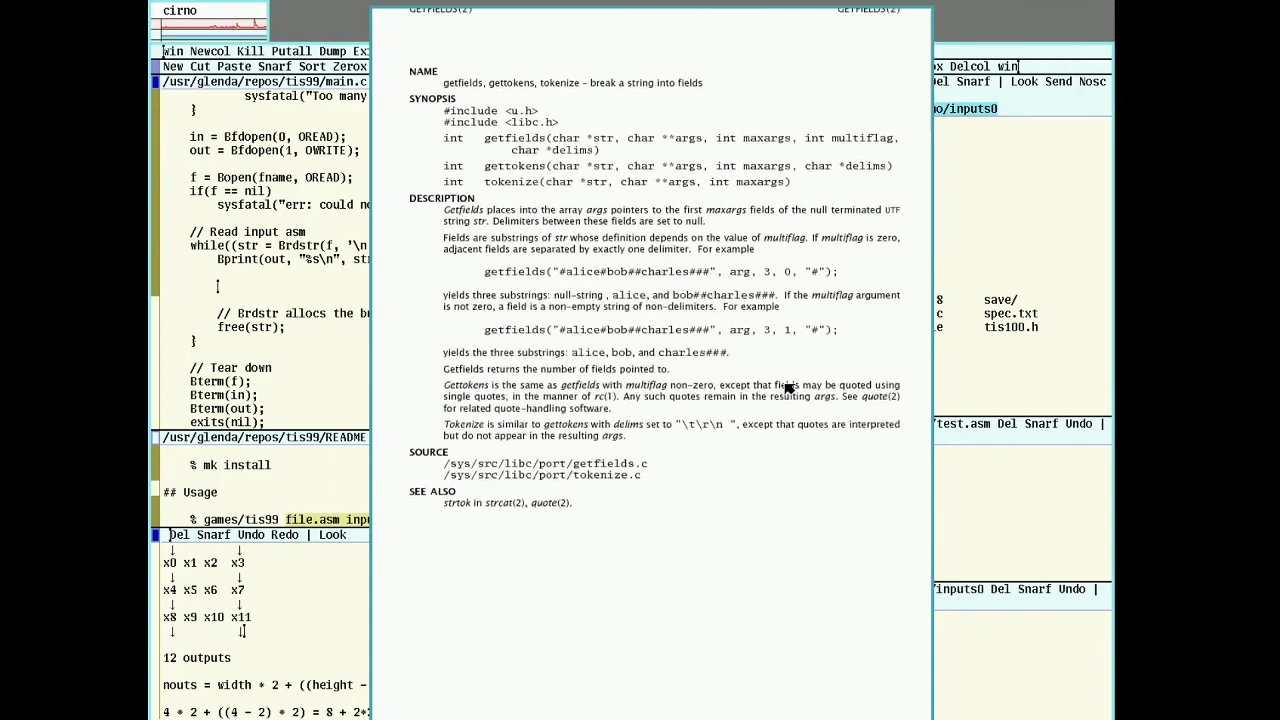 cirno
win Newcol Kill Putall Dump Ex
New Cut Paste Snarf Sort Zerox
/usr/glenda/repos/tis99/main.c
sysfatal("Too many
}
in = Bfdopen(0, OREAD);
out = Bfdopen(1, OWRITE);
f = Bopen(fname, OREAD);
if(f == nil)
sysfatal("err: could no
// Read input asm
while((str = Brdstr(f, '\n
Bprint(out, "%s\n", str
// Brdstr allocs the bu
free(str);
}
// Tear down
Bterm(f);
Bterm(in);
Bterm(out);
exits(nil);
/usr/glenda/repos/tis99/README
% mk install
## Usage
% games/tis99 file.asm inpu
Del Snarf Undo Redo | Look
↓ ↓
x0 x1 x2 x3
↓ ↓
x4 x5 x6 x7
↓ ↓
x8 x9 x10 x11
↓ ↓
12 outputs
nouts = width * 2 + ((height -
4 * 2 + ((4 - 2) * 2) = 8 + 2*2
GETFIELDS(2) GETFIELDS(2)
NAME
getfields, gettokens, tokenize – break a string into fields
SYNOPSIS
#include <u.h>
#include <libc.h>
int getfields(char *str, char **args, int maxargs, int multiflag,
char *delims)
int gettokens(char *str, char **args, int maxargs, char *delims)
int tokenize(char *str, char **args, int maxargs)
DESCRIPTION
Getfields places into the array args pointers to the first maxargs fields of the null terminated UTF
string str. Delimiters between these fields are set to null.
Fields are substrings of str whose definition depends on the value of multiflag. If multiflag is zero,
adjacent fields are separated by exactly one delimiter. For example
getfields("#alice#bob##charles###", arg, 3, 0, "#");
yields three substrings: null-string , alice, and bob##charles###. If the multiflag argument
is not zero, a field is a non-empty string of non-delimiters. For example
getfields("#alice#bob##charles###", arg, 3, 1, "#");
yields the three substrings: alice, bob, and charles###.
Getfields returns the number of fields pointed to.
Gettokens is the same as getfields with multiflag non-zero, except that fields may be quoted using
single quotes, in the manner of rc(1). Any such quotes remain in the resulting args. See quote(2)
for related quote-handling software.
Tokenize is similar to gettokens with delims set to "\t\r\n ", except that quotes are interpreted
but do not appear in the resulting args.
SOURCE
/sys/src/libc/port/getfields.c
/sys/src/libc/port/tokenize.c
SEE ALSO
strtok in strcat(2), quote(2).
ox Delcol win
Del Snarf | Look Send Nosc
mo/inputs0
8 save/
c spec.txt
le tis100.h
/test.asm Del Snarf Undo |
/inputs0 Del Snarf Undo |